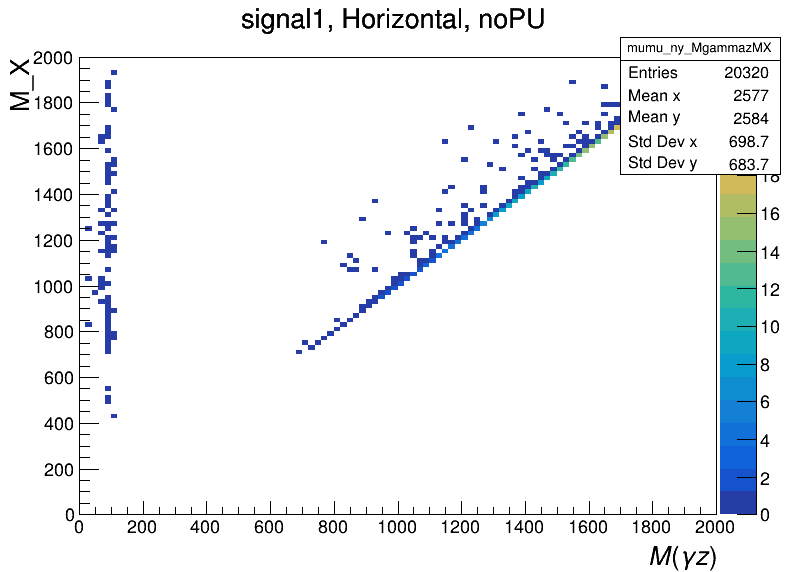 signal1, Horizontal, noPU
mumu_ny_MgammazMX
Entries 20320
Mean x 2577
Mean y 2584
Std Dev x 698.7
Std Dev y 683.7
M_X
2000
1800
1600
1400
1200
1000
800
600
400
200
0
0 200 400 600 800 1000 1200 1400 1600 1800 2000
M(γz)
18
16
14
12
10
8
6
4
2
0